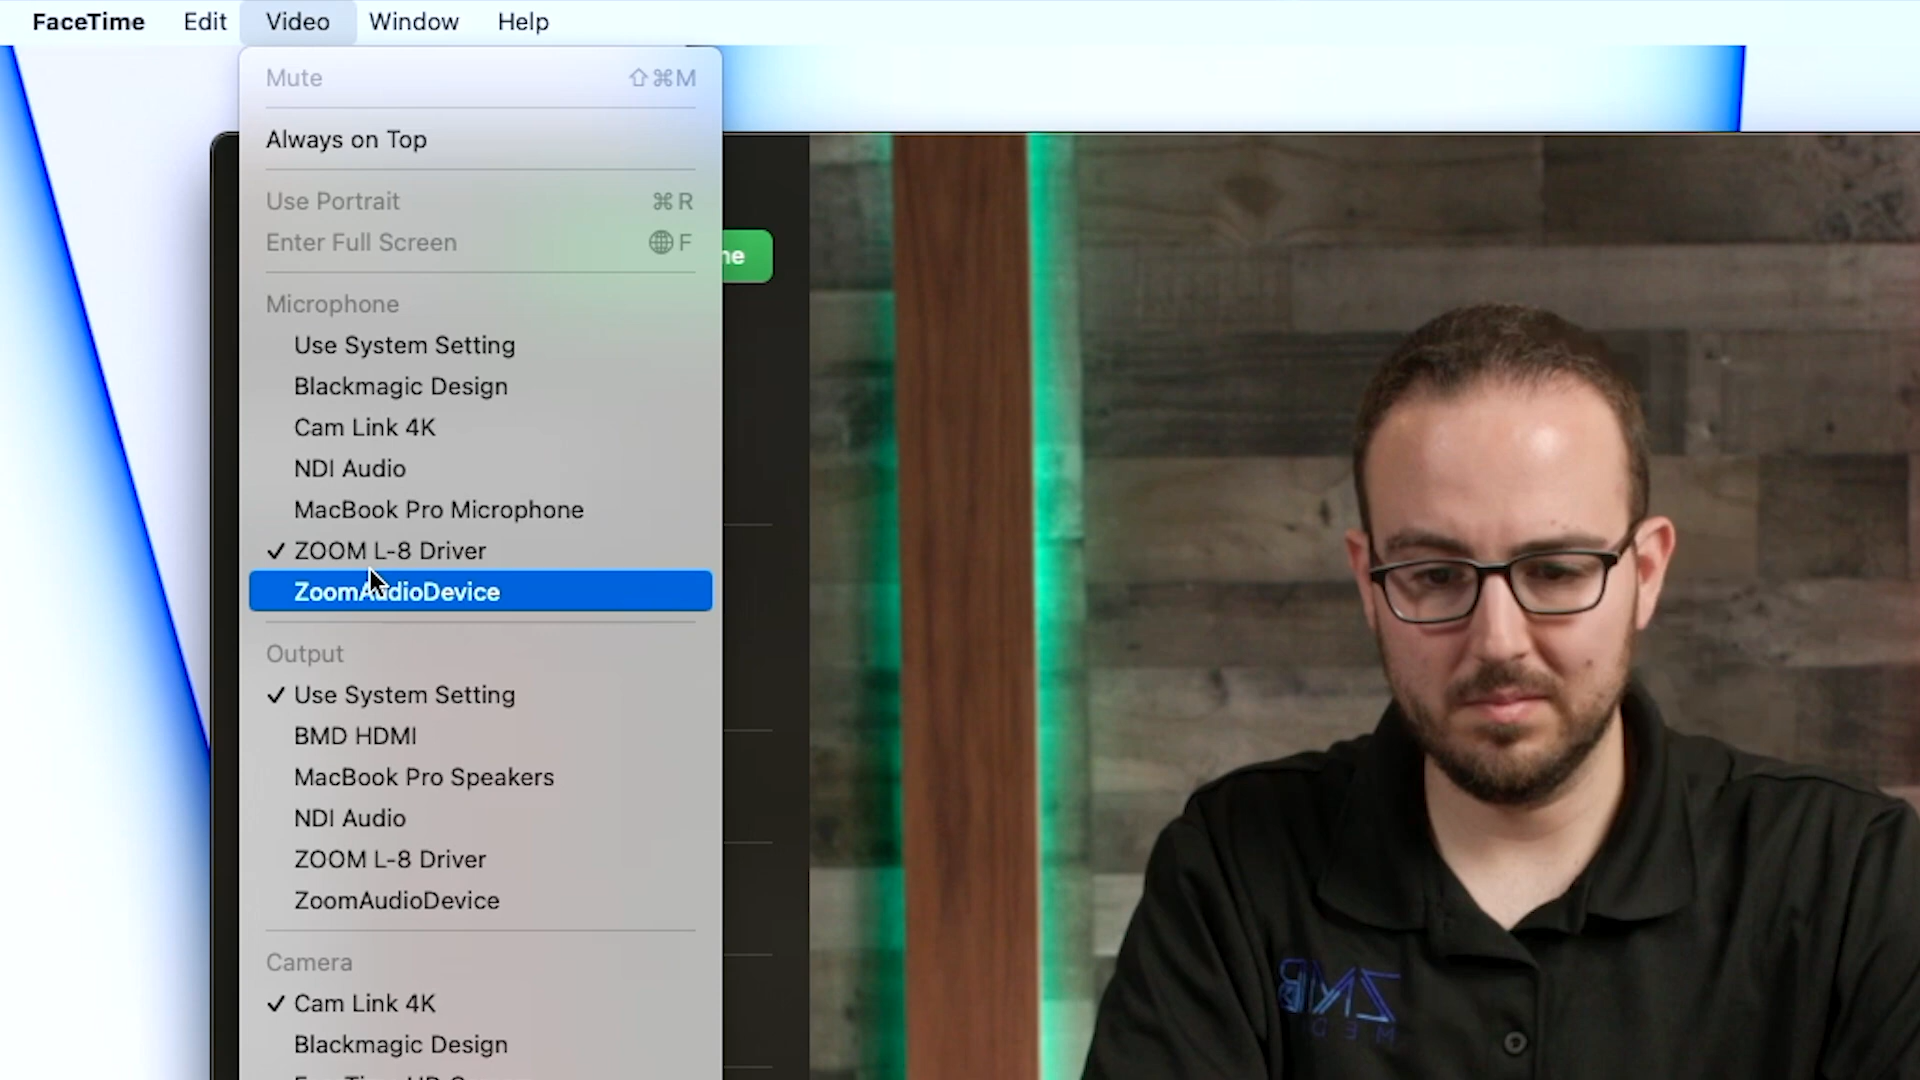 FaceTime Edit Video Window Help
Mute ⇧⌘M
Always on Top
Use Portrait ⌘R
Enter Full Screen 🌐F
Microphone
Use System Setting
Blackmagic Design
Cam Link 4K
NDI Audio
MacBook Pro Microphone
✓ ZOOM L-8 Driver
ZoomAudioDevice
Output
✓ Use System Setting
BMD HDMI
MacBook Pro Speakers
NDI Audio
ZOOM L-8 Driver
ZoomAudioDevice
Camera
✓ Cam Link 4K
Blackmagic Design
ZMB